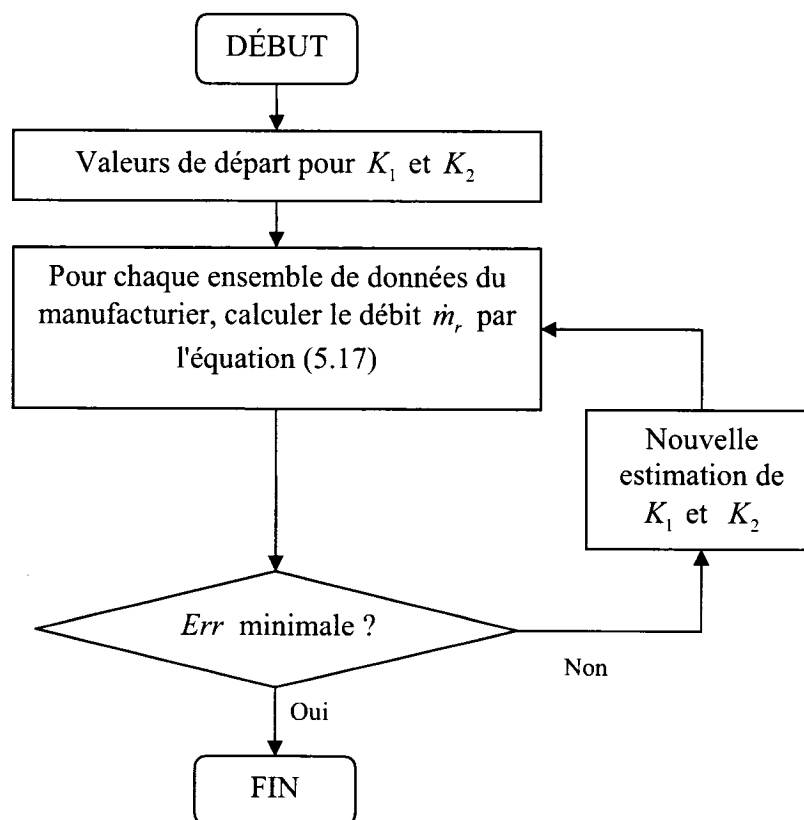 DÉBUT
Valeurs de départ pour K₁ et K₂
Pour chaque ensemble de données du
manufacturier, calculer le débit ṁᵣ par
l'équation (5.17)
Nouvelle
estimation de
K₁ et K₂
Err minimale ?
Non
Oui
FIN